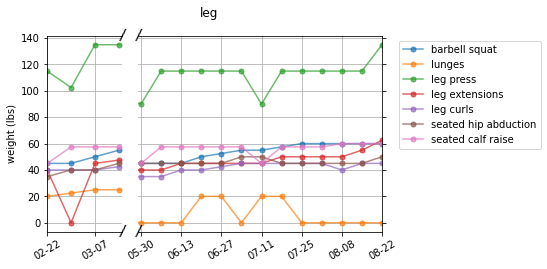 leg
weight (lbs)
140
120
100
80
60
40
20
0
02-22
03-07
05-30
06-13
06-27
07-11
07-25
08-08
08-22
barbell squat
lunges
leg press
leg extensions
leg curls
seated hip abduction
seated calf raise